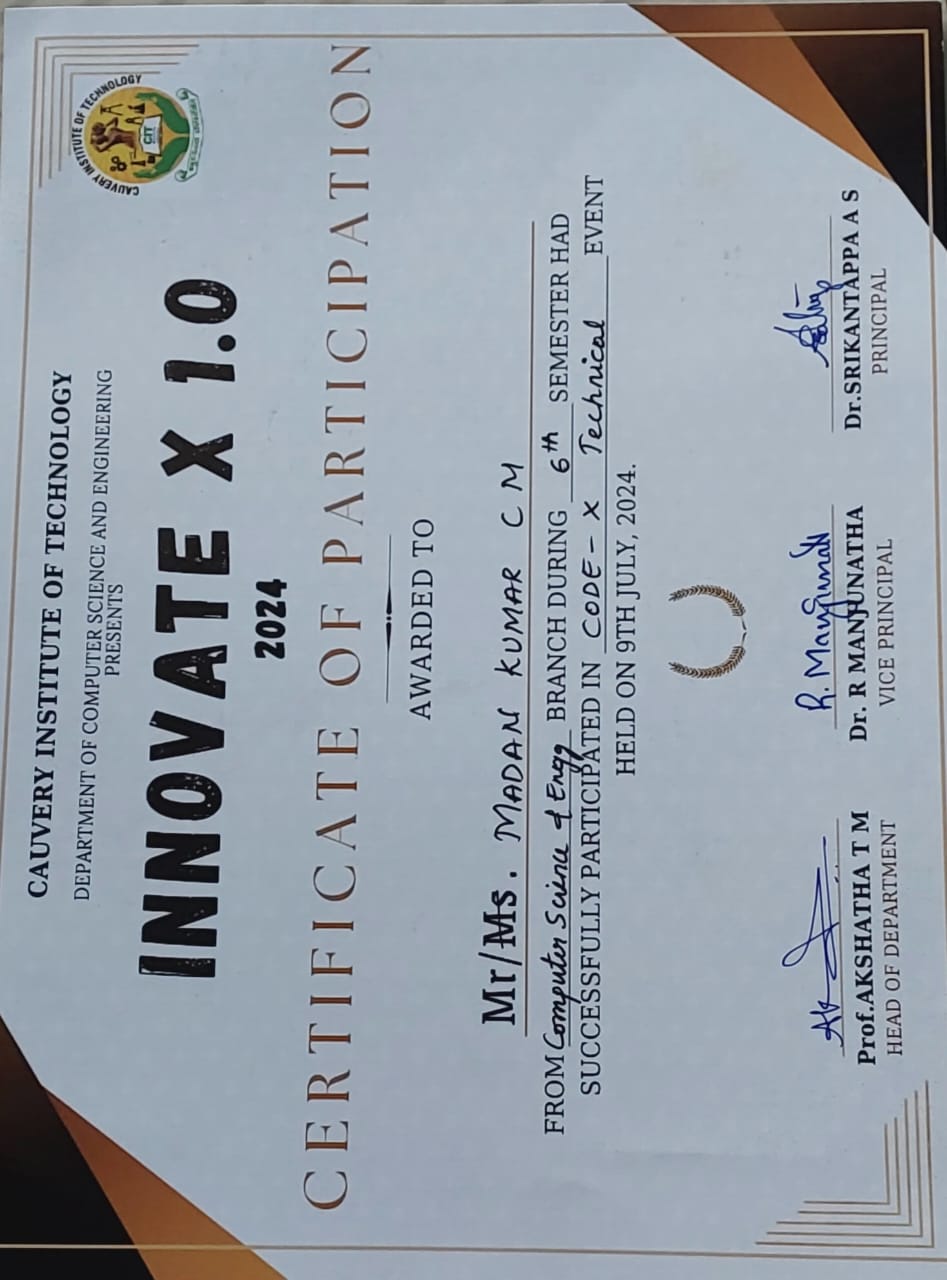 CAUVERY INSTITUTE OF TECHNOLOGY
DEPARTMENT OF COMPUTER SCIENCE AND ENGINEERING
PRESENTS
CAUVERY INSTITUTE OF TECHNOLOGY
CIT
INNOVATE X 1.0
2024
CERTIFICATE OF PARTICIPATION
AWARDED TO
Mr/Ms. MADAN KUMAR C M
FROM Computer Science & Engg BRANCH DURING 6th SEMESTER HAD
SUCCESSFULLY PARTICIPATED IN CODE-X Technical EVENT
HELD ON 9TH JULY, 2024.
R. Manjunath
Prof.AKSHATHA T M Dr. R MANJUNATHA Dr.SRIKANTAPPA A S
HEAD OF DEPARTMENT VICE PRINCIPAL PRINCIPAL